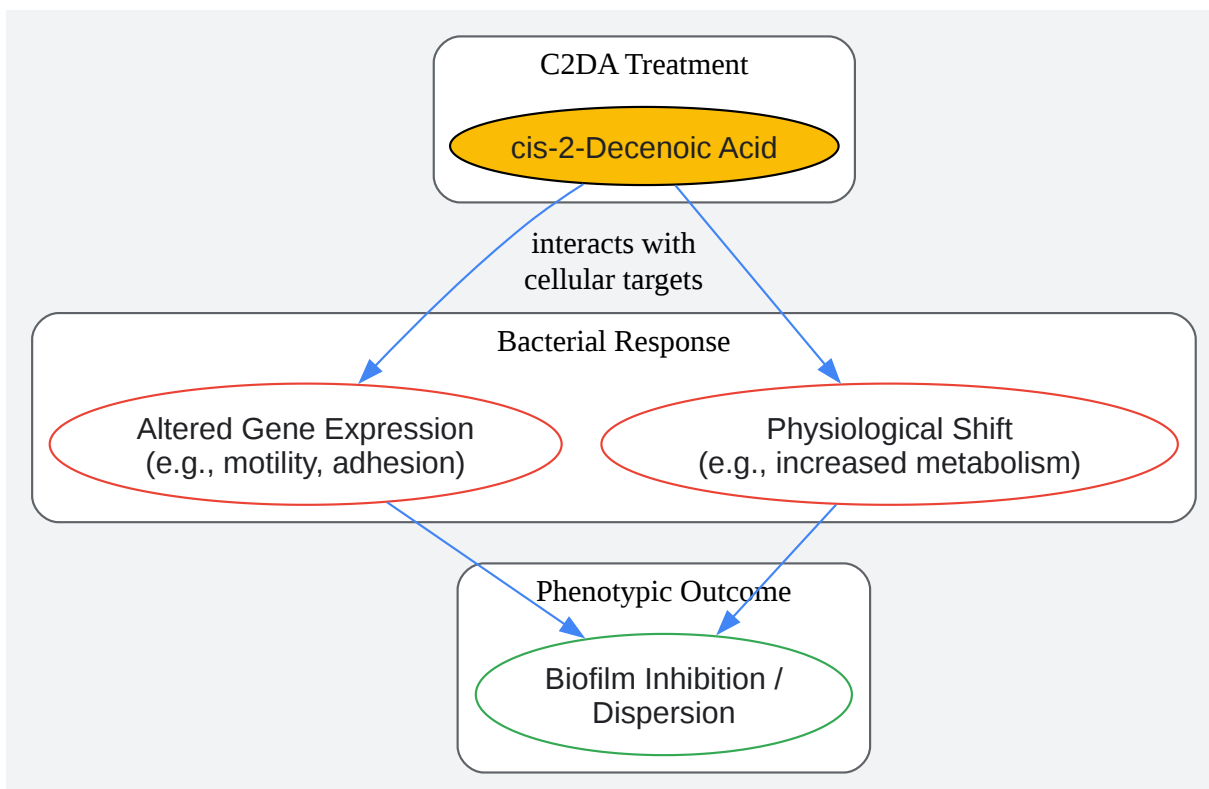 C2DA Treatment
cis-2-Decenoic Acid
interacts with
cellular targets
Bacterial Response
Altered Gene Expression
(e.g., motility, adhesion)
Physiological Shift
(e.g., increased metabolism)
Phenotypic Outcome
Biofilm Inhibition /
Dispersion